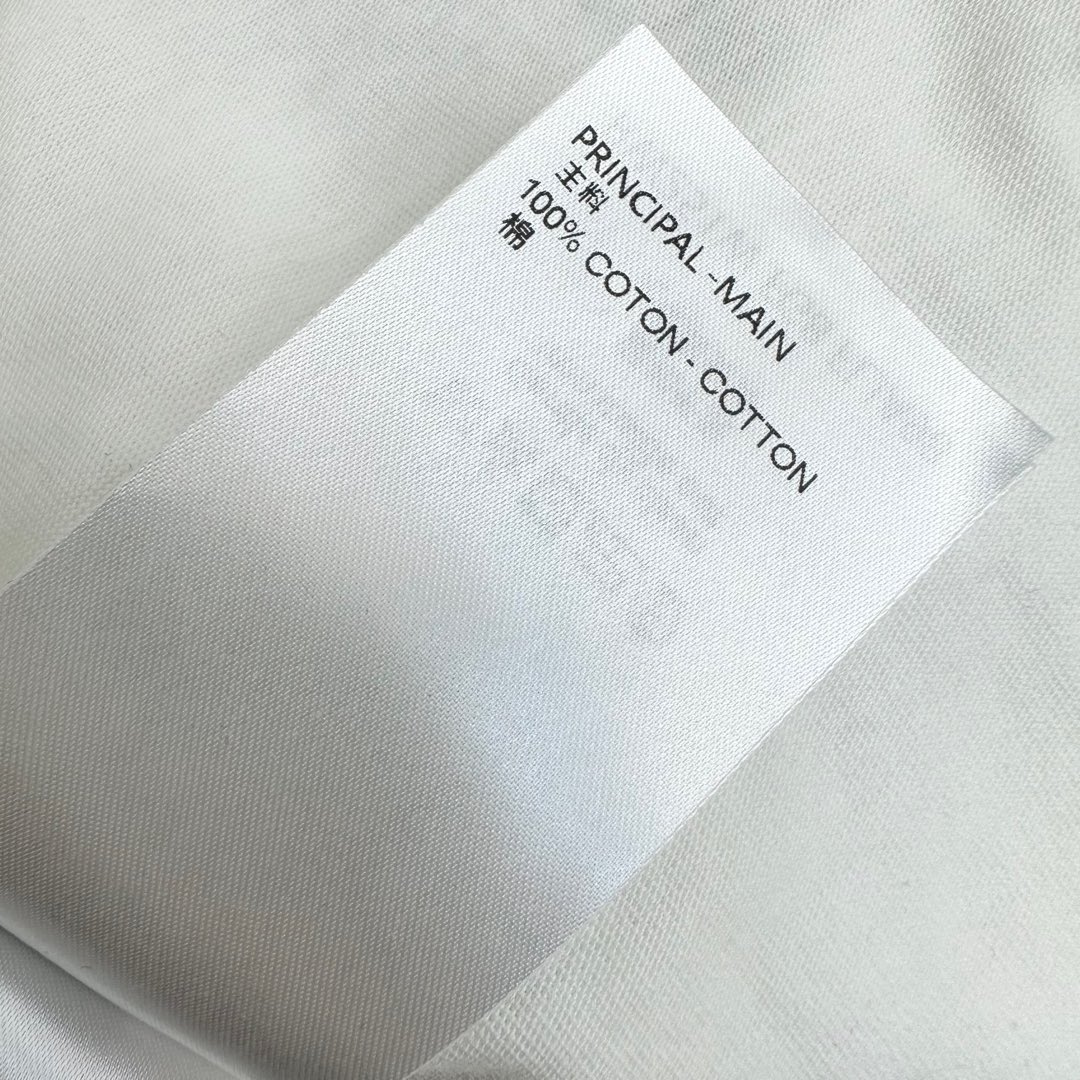 PRINCIPAL - MAIN
主料
100% COTON - COTTON
棉